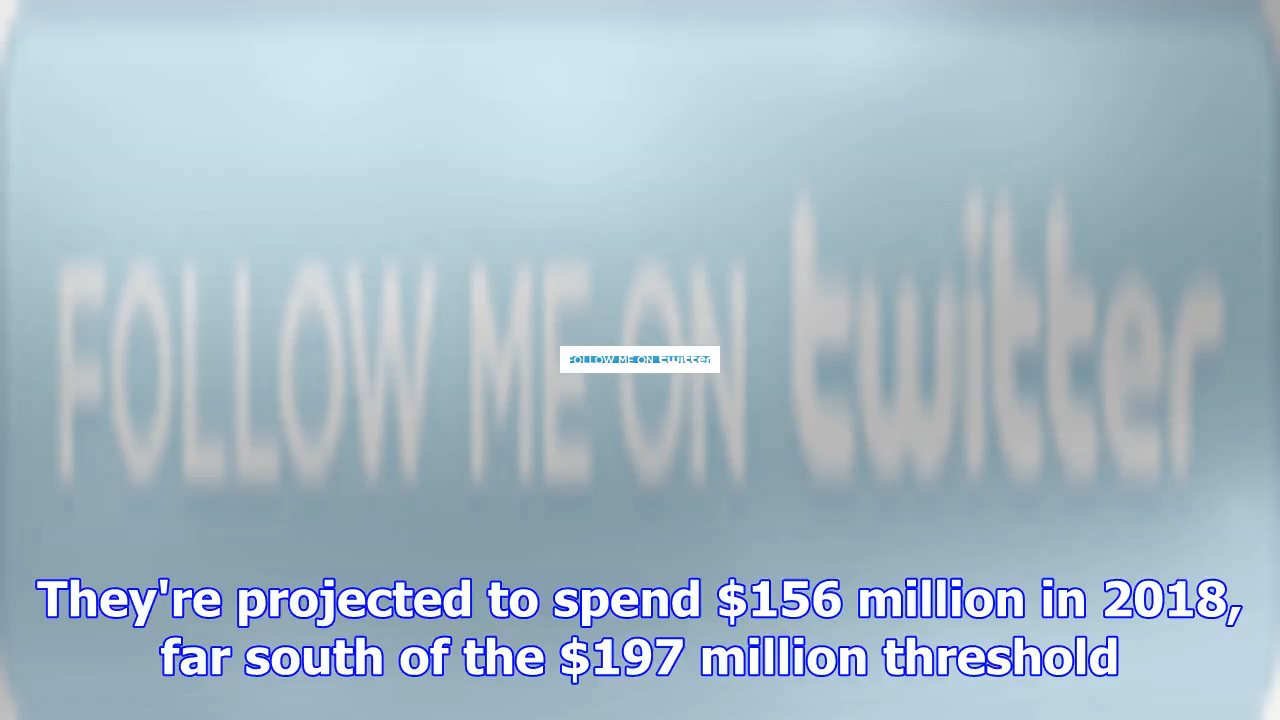 FOLLOW ME ON twitter
FOLLOW ME ON twitter
They're projected to spend $156 million in 2018,
far south of the $197 million threshold